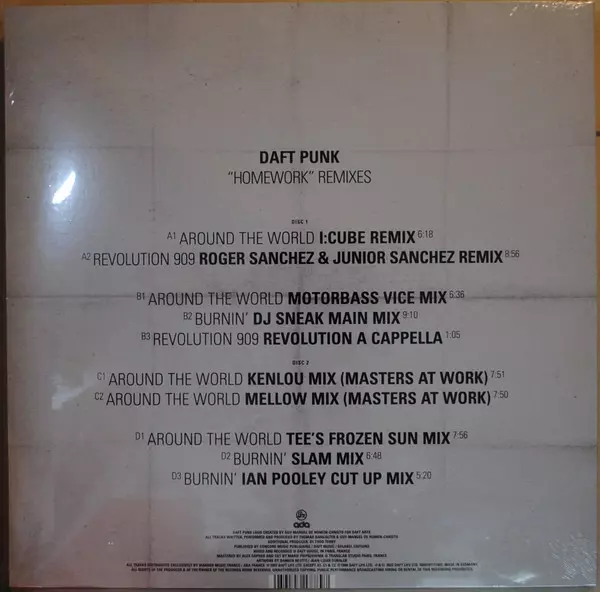 DAFT PUNK
“HOMEWORK” REMIXES
DISC 1
A1 AROUND THE WORLD I:CUBE REMIX 6:18
A2 REVOLUTION 909 ROGER SANCHEZ & JUNIOR SANCHEZ REMIX 8:56
B1 AROUND THE WORLD MOTORBASS VICE MIX 6:36
B2 BURNIN’ DJ SNEAK MAIN MIX 9:10
B3 REVOLUTION 909 REVOLUTION A CAPPELLA 1:05
DISC 2
C1 AROUND THE WORLD KENLOU MIX (MASTERS AT WORK) 7:51
C2 AROUND THE WORLD MELLOW MIX (MASTERS AT WORK) 7:50
D1 AROUND THE WORLD TEE’S FROZEN SUN MIX 7:56
D2 BURNIN’ SLAM MIX 6:48
D3 BURNIN’ IAN POOLEY CUT UP MIX 5:20
ada